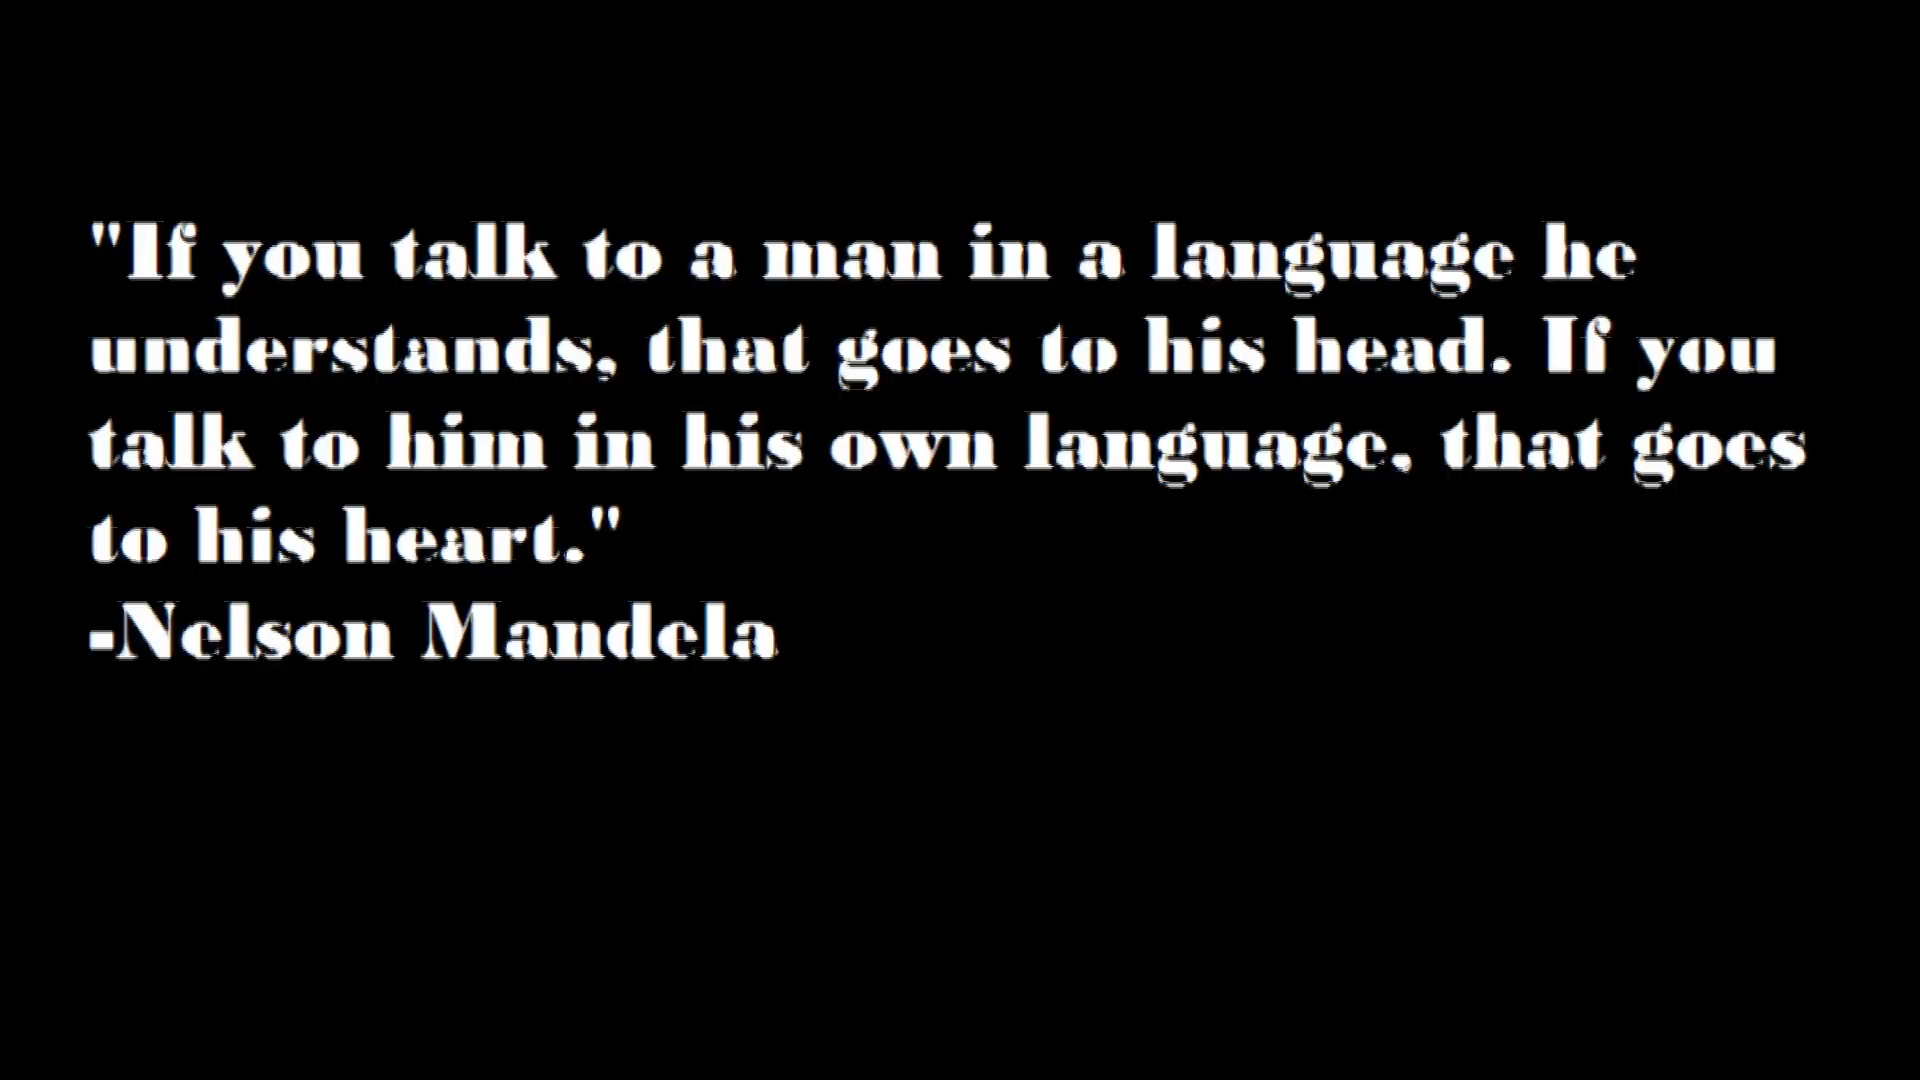 "If you talk to a man in a language he
understands, that goes to his head. If you
talk to him in his own language, that goes
to his heart."
-Nelson Mandela